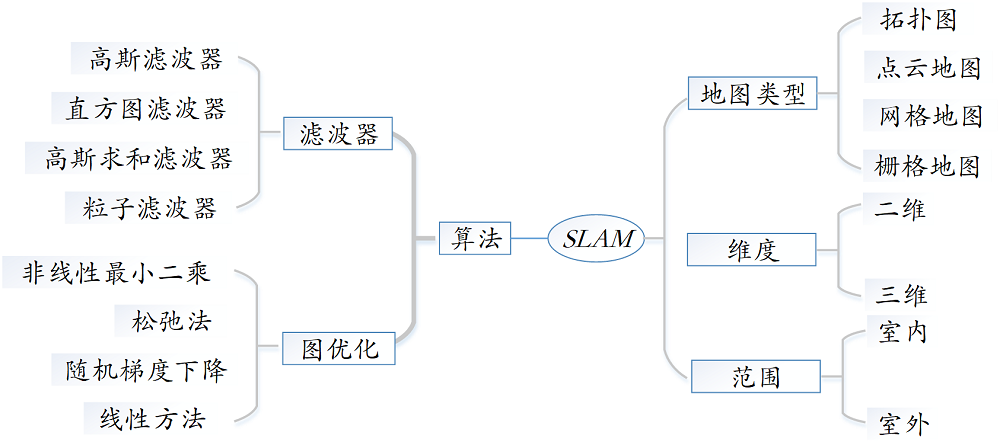 高斯滤波器
直方图滤波器
高斯求和滤波器
粒子滤波器
滤波器
非线性最小二乘
松弛法
随机梯度下降
线性方法
图优化
算法
SLAM
地图类型
拓扑图
点云地图
网格地图
栅格地图
维度
二维
三维
范围
室内
室外